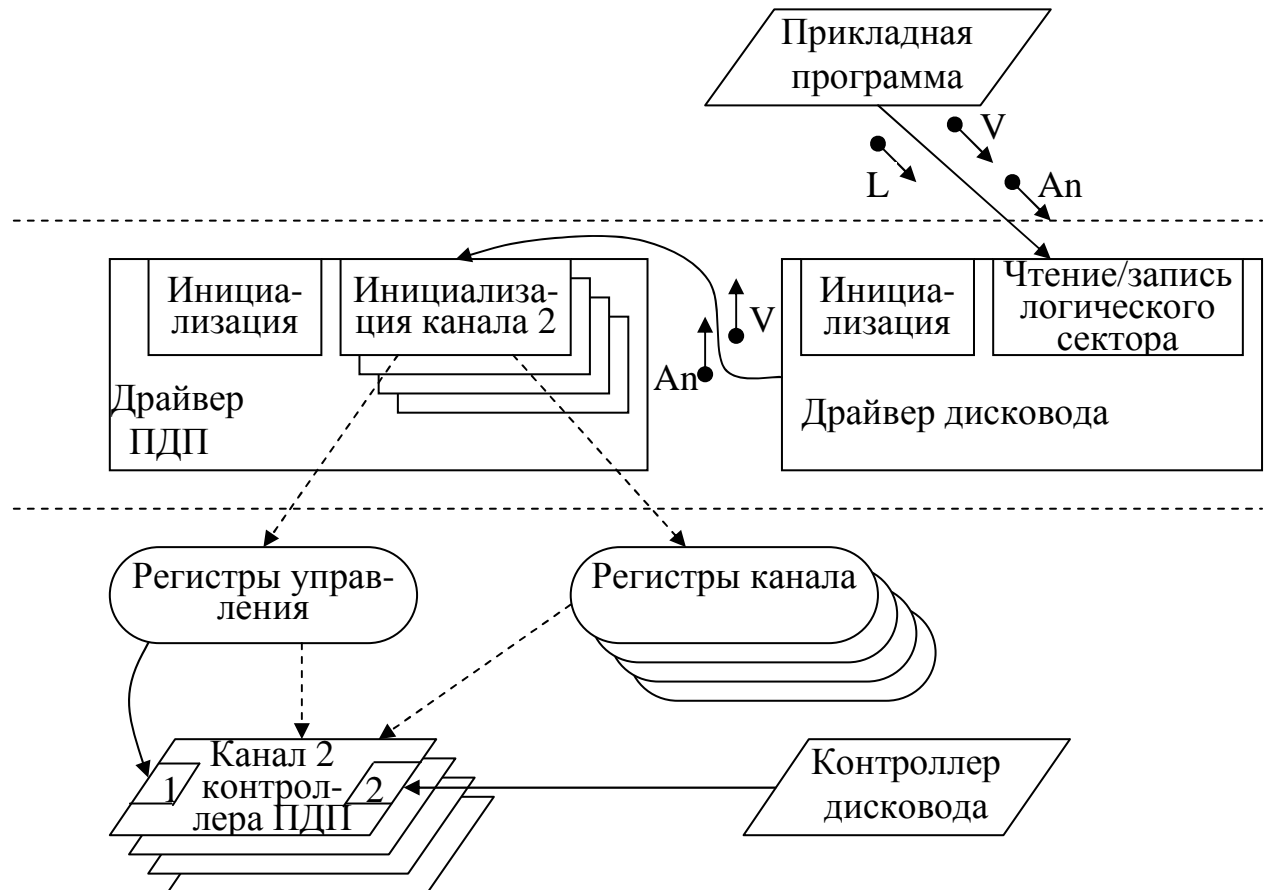 Прикладная
программа
V
L
An
Инициа-
лизация
Инициализа-
ция канала 2
V
An
Инициа-
лизация
Чтение/запись
логического
сектора
Драйвер
ПДП
Драйвер дисковода
Регистры управ-
ления
Регистры канала
Канал 2
контрол-
лера ПДП
1
2
Контроллер
дисковода